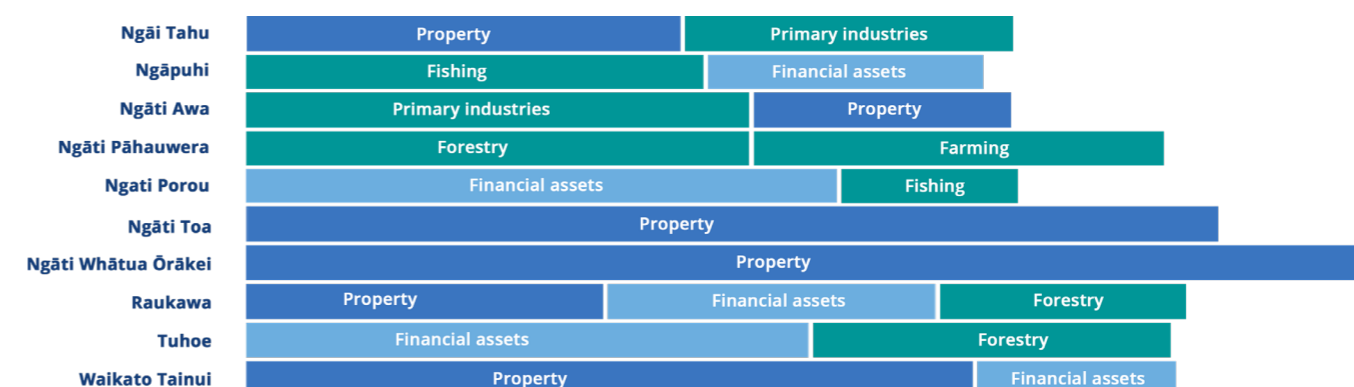 Ngāi Tahu Property Primary industries
Ngāpuhi Fishing Financial assets
Ngāti Awa Primary industries Property
Ngāti Pāhauwera Forestry Farming
Ngati Porou Financial assets Fishing
Ngāti Toa Property
Ngāti Whātua Ōrākei Property
Raukawa Property Financial assets Forestry
Tuhoe Financial assets Forestry
Waikato Tainui Property Financial assets